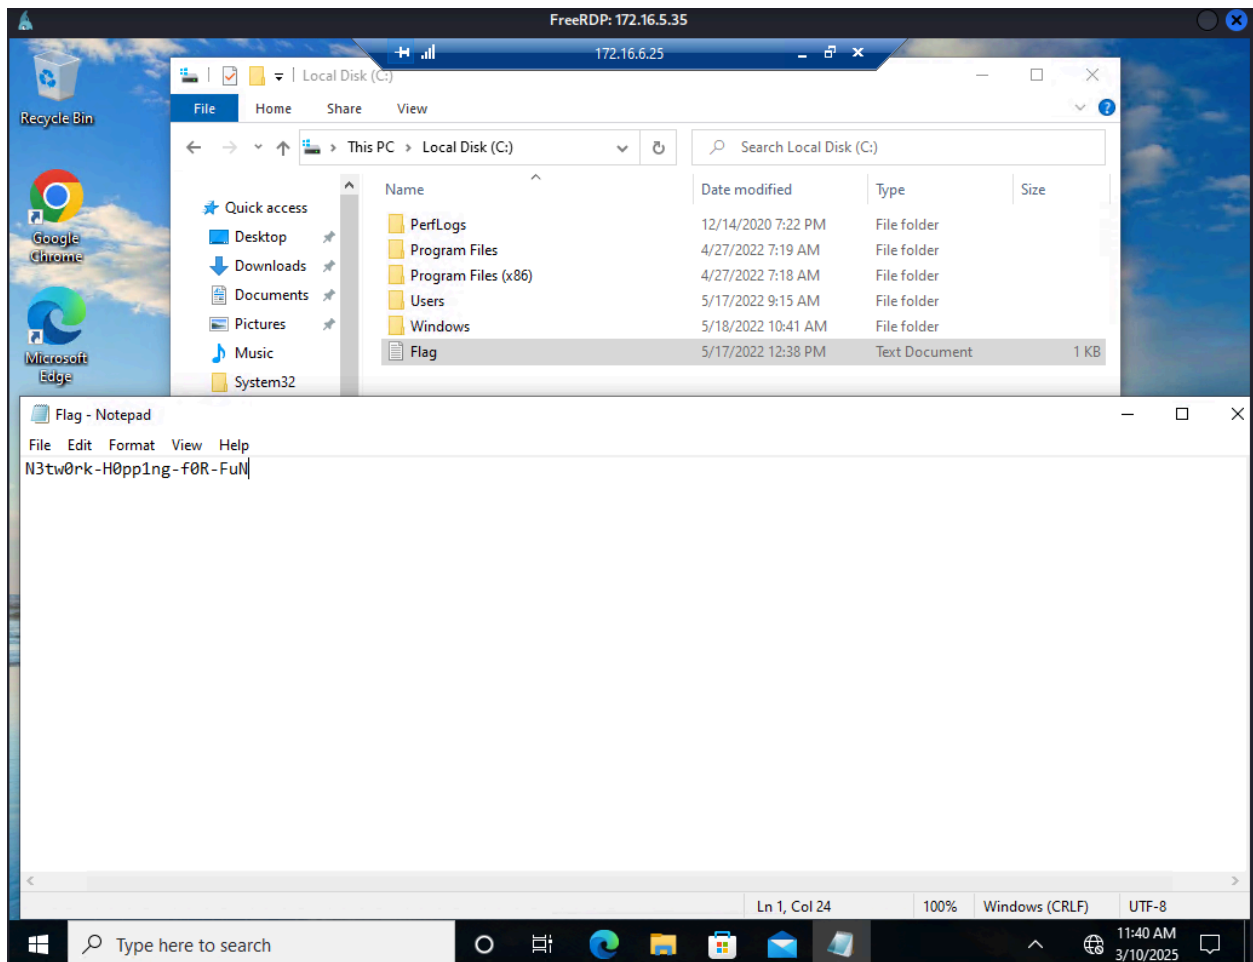 FreeRDP: 172.16.5.35
172.16.6.25
Local Disk (C:)
File Home Share View
This PC > Local Disk (C:)
Search Local Disk (C:)
Name Date modified Type Size
PerfLogs 12/14/2020 7:22 PM File folder
Program Files 4/27/2022 7:19 AM File folder
Program Files (x86) 4/27/2022 7:18 AM File folder
Users 5/17/2022 9:15 AM File folder
Windows 5/18/2022 10:41 AM File folder
Flag 5/17/2022 12:38 PM Text Document 1 KB
Quick access
Desktop
Downloads
Documents
Pictures
Music
System32
Recycle Bin
Google
Chrome
Microsoft
Edge
Flag - Notepad
File Edit Format View Help
N3tw0rk-H0pp1ng-f0R-FuN
Ln 1, Col 24 100% Windows (CRLF) UTF-8
Type here to search
11:40 AM
3/10/2025